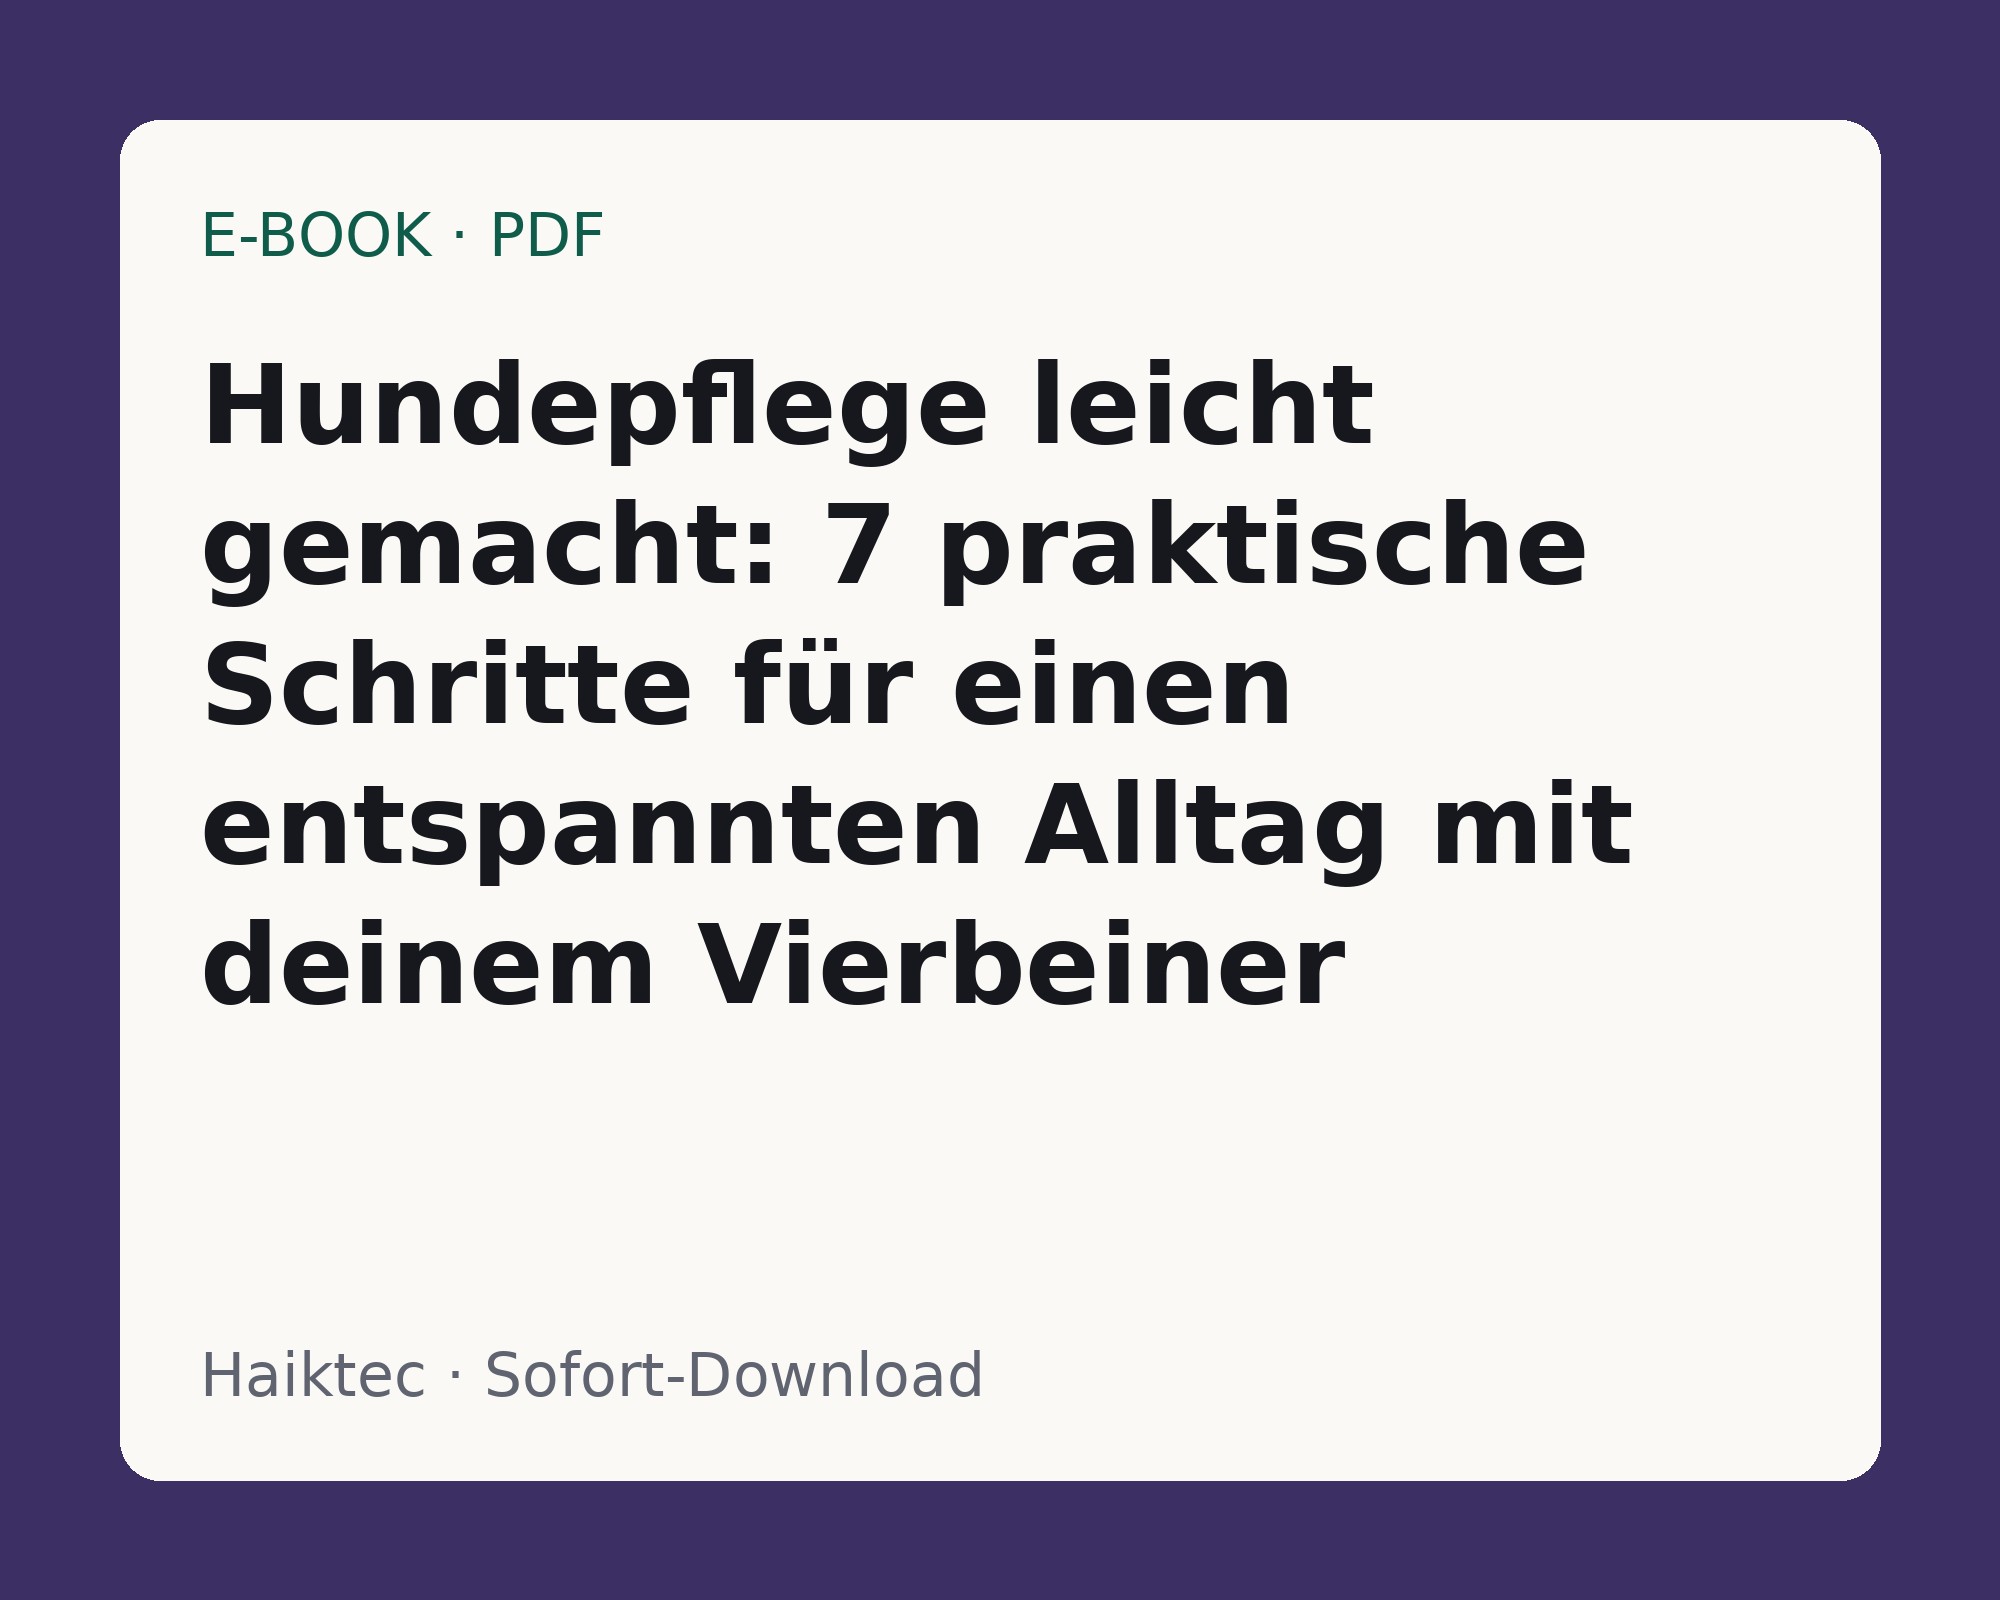 E-BOOK · PDF
Hundepflege leicht
gemacht: 7 praktische
Schritte für einen
entspannten Alltag mit
deinem Vierbeiner
Haiktec · Sofort-Download